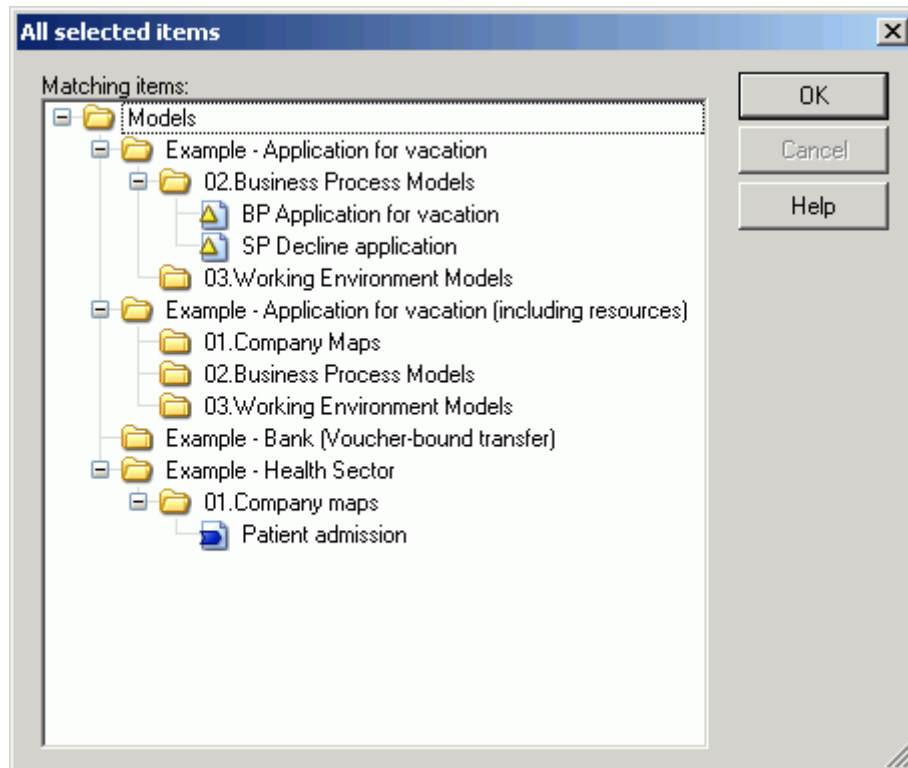 All selected items
Matching items:
Models
Example - Application for vacation
02.Business Process Models
BP Application for vacation
SP Decline application
03.Working Environment Models
Example - Application for vacation (including resources)
01.Company Maps
02.Business Process Models
03.Working Environment Models
Example - Bank (Voucher-bound transfer)
Example - Health Sector
01.Company maps
Patient admission
OK
Cancel
Help